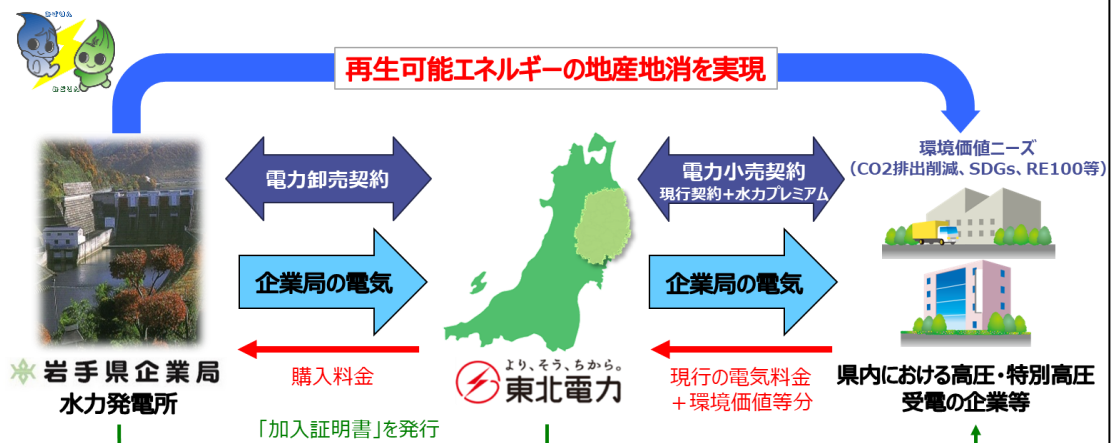 再生可能エネルギーの地産地消を実現
環境価値ニーズ
（CO2排出削減、SDGs、RE100等）
電力卸売契約
電力小売契約
現行契約＋水力プレミアム
企業局の電気
企業局の電気
岩手県企業局
水力発電所
購入料金
より、そう、ちから。
東北電力
現行の電気料金
＋環境価値等分
県内における高圧・特別高圧
受電の企業等
「加入証明書」を発行